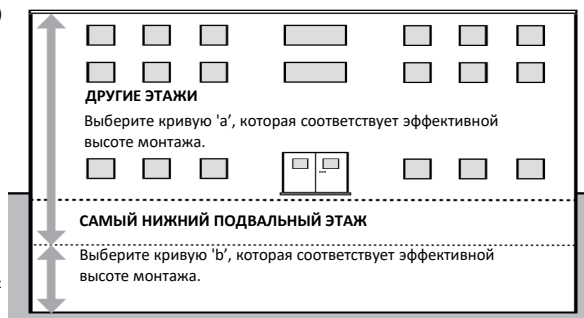 )
ДРУГИЕ ЭТАЖИ
Выберите кривую 'a’, которая соответствует эффективной
высоте монтажа.
САМЫЙ НИЖНИЙ ПОДВАЛЬНЫЙ ЭТАЖ
Выберите кривую 'b’, которая соответствует эффективной
высоте монтажа.